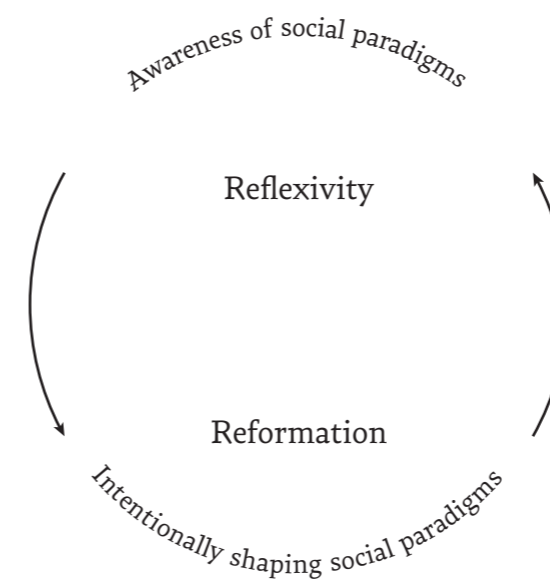 Awareness of social paradigms
Reflexivity
Reformation
Intentionally shaping social paradigms